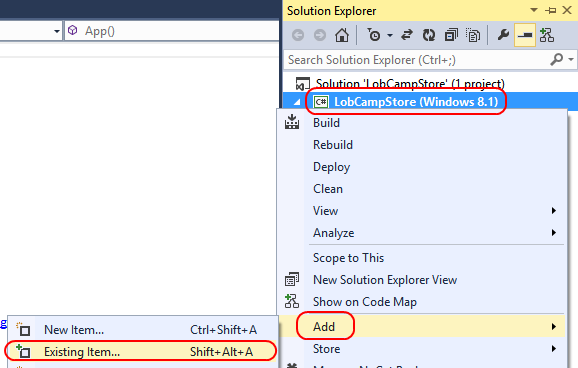 Solution Explorer
App()
Search Solution Explorer (Ctrl+;)
Solution 'LobCampStore' (1 project)
C# LobCampStore (Windows 8.1)
Build
Rebuild
Deploy
Clean
View
Analyze
Scope to This
New Solution Explorer View
Show on Code Map
g
Add
New Item... Ctrl+Shift+A
Store
Existing Item... Shift+Alt+A